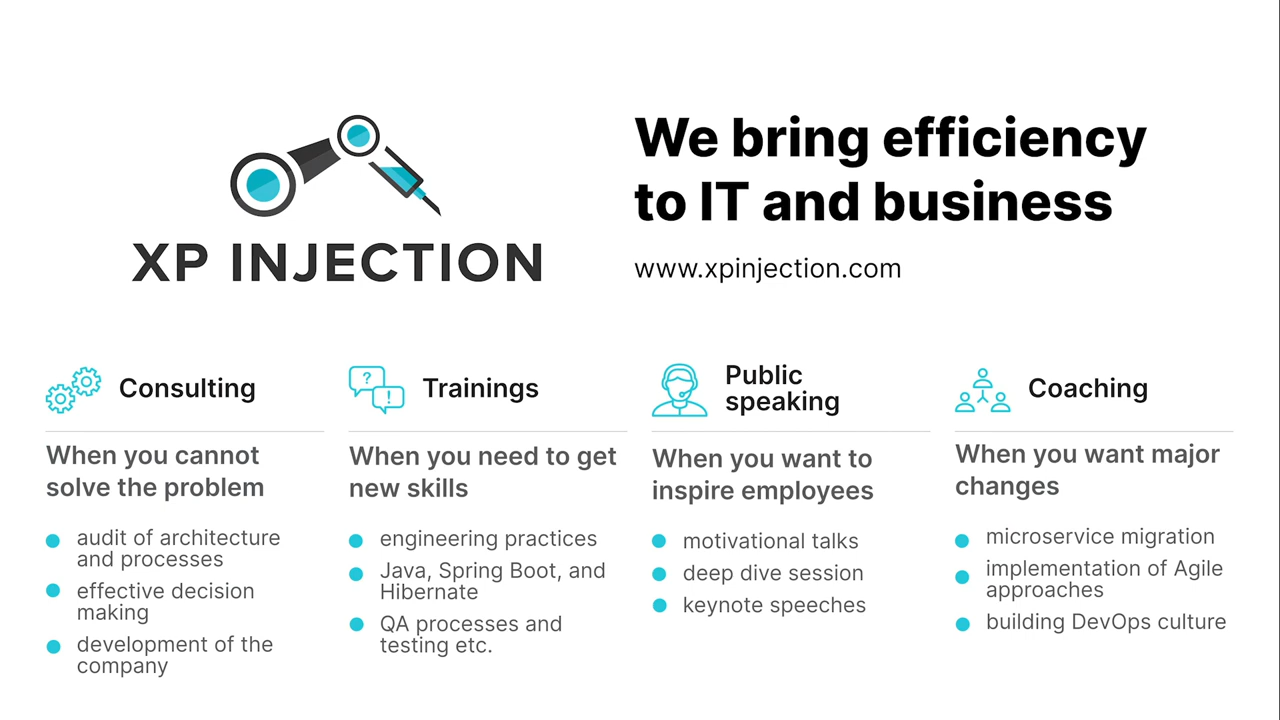 XP INJECTION
We bring efficiency
to IT and business
www.xpinjection.com
Consulting
When you cannot
solve the problem
audit of architecture
and processes
effective decision
making
development of the
company
? !
Trainings
When you need to get
new skills
engineering practices
Java, Spring Boot, and
Hibernate
QA processes and
testing etc.
Public
speaking
When you want to
inspire employees
motivational talks
deep dive session
keynote speeches
Coaching
When you want major
changes
microservice migration
implementation of Agile
approaches
building DevOps culture